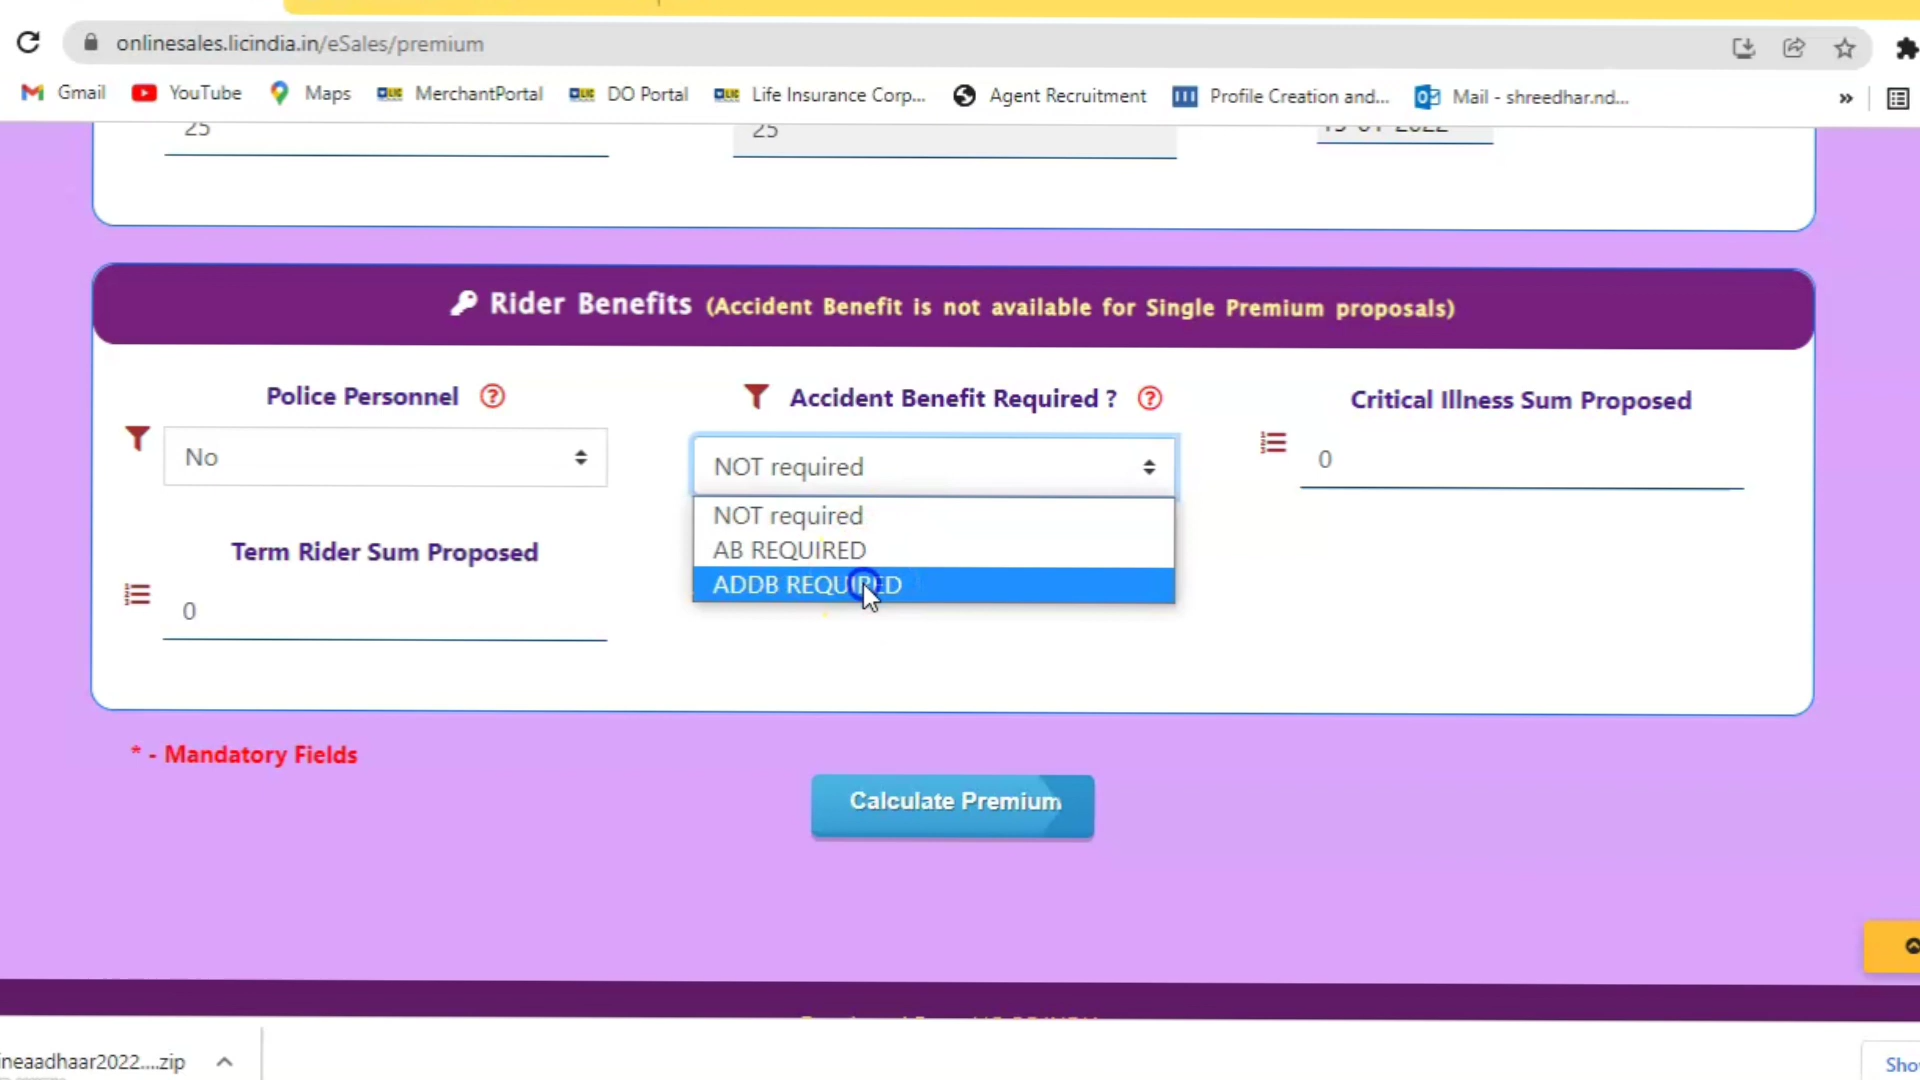 onlinesales.licindia.in/eSales/premium
Gmail YouTube Maps MerchantPortal DO Portal Life Insurance Corp... Agent Recruitment Profile Creation and... Mail - shreedhar.nd... »
25 25
Rider Benefits (Accident Benefit is not available for Single Premium proposals)
Police Personnel Accident Benefit Required ? Critical Illness Sum Proposed
No NOT required 0
NOT required
AB REQUIRED
ADDB REQUIRED
Term Rider Sum Proposed
0
* - Mandatory Fields
Calculate Premium
ineaadhaar2022....zip